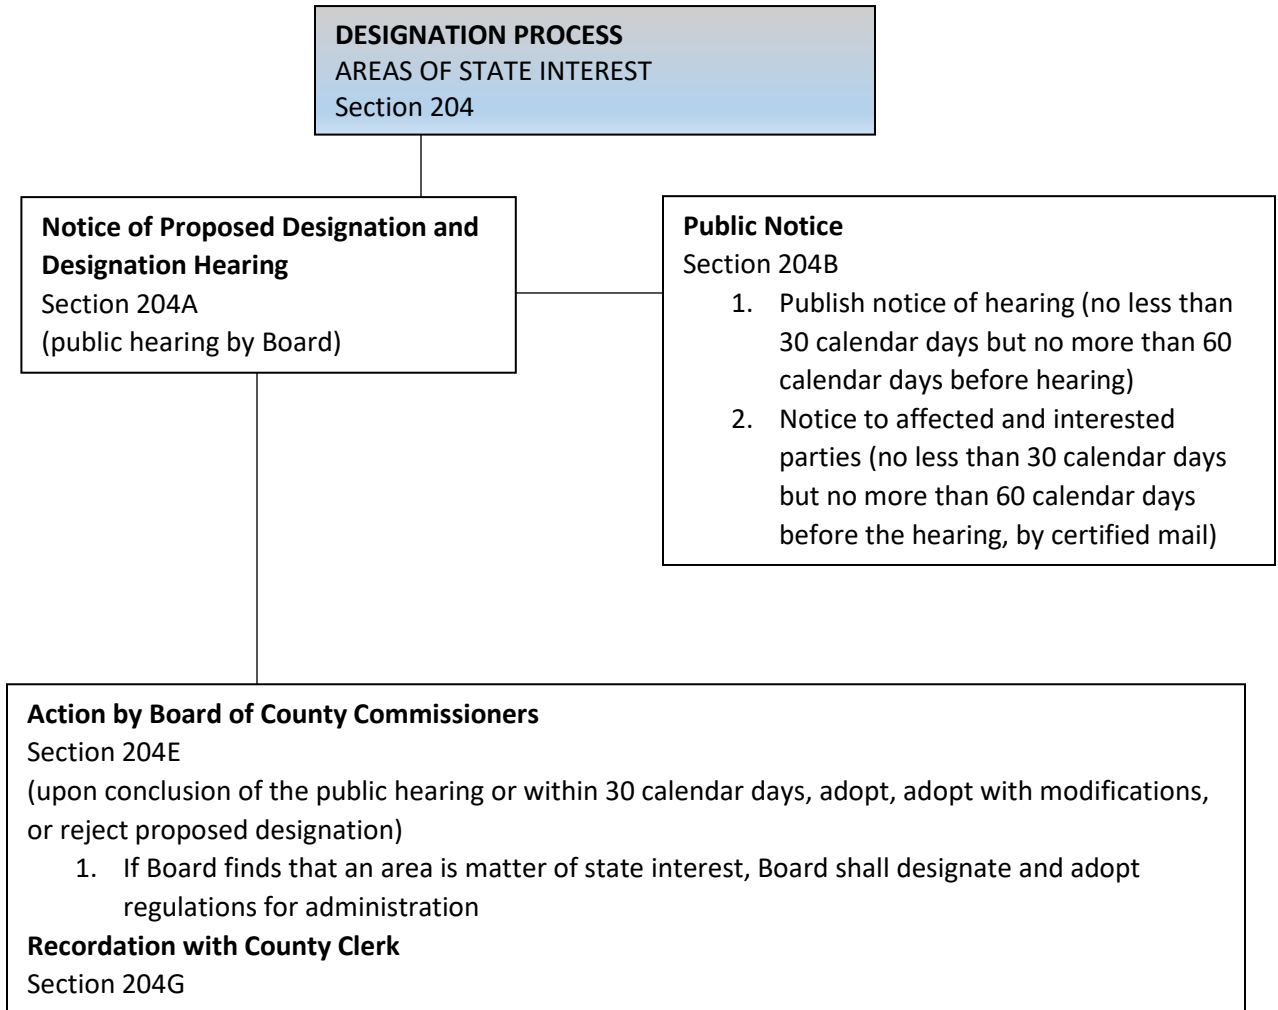 DESIGNATION PROCESS
AREAS OF STATE INTEREST
Section 204
Notice of Proposed Designation and
Designation Hearing
Section 204A
(public hearing by Board)
Public Notice
Section 204B
1. Publish notice of hearing (no less than
30 calendar days but no more than 60
calendar days before hearing)
2. Notice to affected and interested
parties (no less than 30 calendar days
but no more than 60 calendar days
before the hearing, by certified mail)
Action by Board of County Commissioners
Section 204E
(upon conclusion of the public hearing or within 30 calendar days, adopt, adopt with modifications,
or reject proposed designation)
1. If Board finds that an area is matter of state interest, Board shall designate and adopt
regulations for administration
Recordation with County Clerk
Section 204G